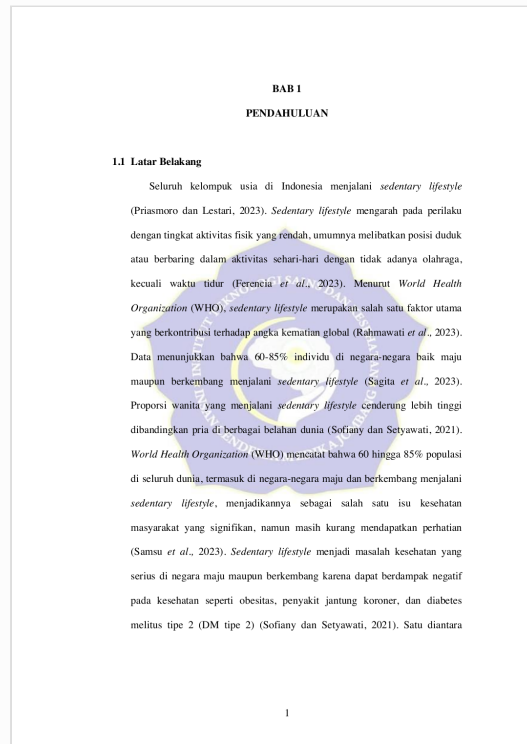 BAB 1
PENDAHULUAN
1.1 Latar Belakang
Seluruh kelompuk usia di Indonesia menjalani sedentary lifestyle
(Priasmoro dan Lestari, 2023). Sedentary lifestyle mengarah pada perilaku
dengan tingkat aktivitas fisik yang rendah, umumnya melibatkan posisi duduk
atau berbaring dalam aktivitas sehari-hari dengan tidak adanya olahraga,
kecuali waktu tidur (Ferencia et al., 2023). Menurut World Health
Organization (WHO), sedentary lifestyle merupakan salah satu faktor utama
yang berkontribusi terhadap angka kematian global (Rahmawati et al., 2023).
Data menunjukkan bahwa 60-85% individu di negara-negara baik maju
maupun berkembang menjalani sedentary lifestyle (Sagita et al., 2023).
Proporsi wanita yang menjalani sedentary lifestyle cenderung lebih tinggi
dibandingkan pria di berbagai belahan dunia (Sofiany dan Setyawati, 2021).
World Health Organization (WHO) mencatat bahwa 60 hingga 85% populasi
di seluruh dunia, termasuk di negara-negara maju dan berkembang menjalani
sedentary lifestyle, menjadikannya sebagai salah satu isu kesehatan
masyarakat yang signifikan, namun masih kurang mendapatkan perhatian
(Samsu et al., 2023). Sedentary lifestyle menjadi masalah kesehatan yang
serius di negara maju maupun berkembang karena dapat berdampak negatif
pada kesehatan seperti obesitas, penyakit jantung koroner, dan diabetes
melitus tipe 2 (DM tipe 2) (Sofiany dan Setyawati, 2021). Satu diantara
1